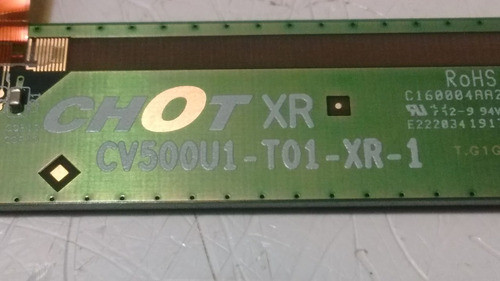 CHOT XR
CV500U1-T01-XR-1
RoHS
C160004AA2
E222034
T.G1G